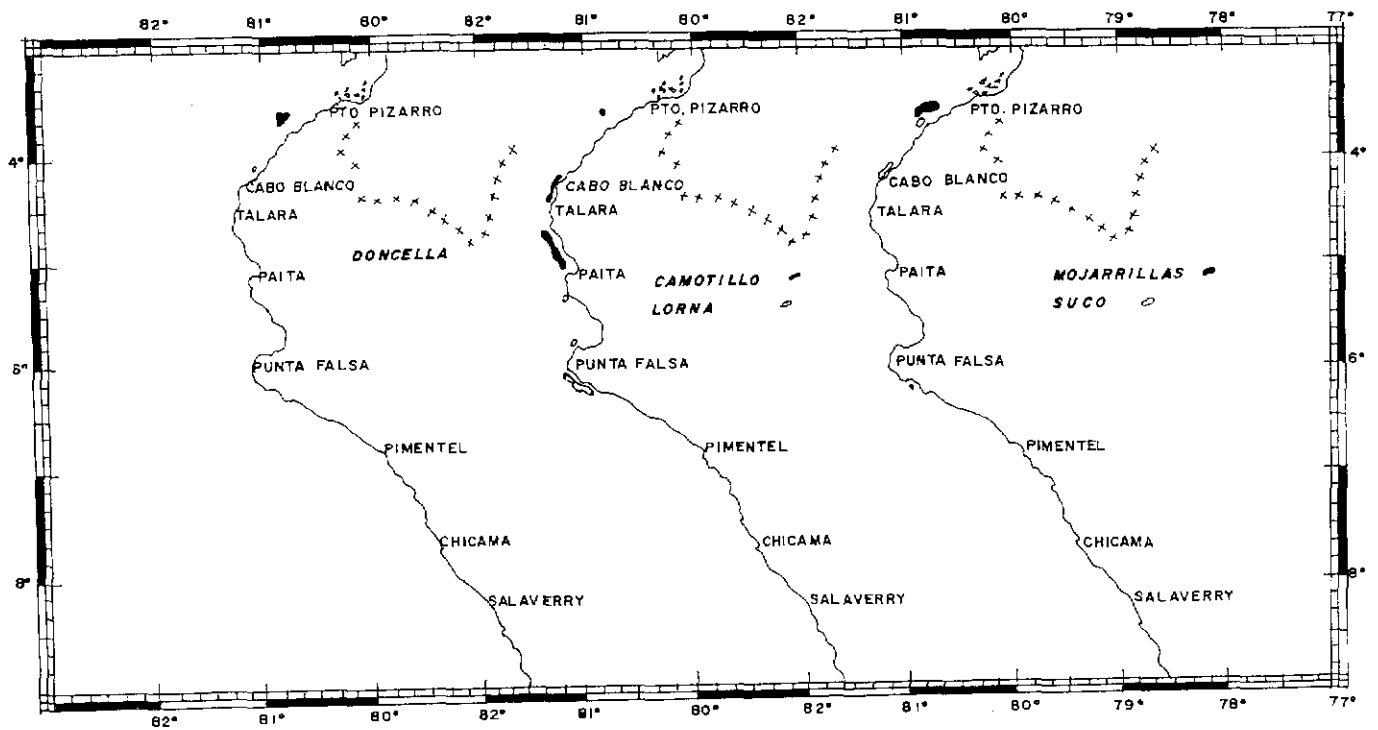 82° 81° 80° 82° 81° 80° 81° 80° 79° 78° 77°
PTO. PIZARRO PTO. PIZARRO PTO. PIZARRO
4° 4°
CABO BLANCO CABO BLANCO CABO BLANCO
TALARA TALARA TALARA
DONCELLA
PAITA PAITA PAITA
CAMOTILLO MOJARRILLAS
LORNA SUCO
6° 6°
PUNTA FALSA PUNTA FALSA PUNTA FALSA
PIMENTEL PIMENTEL PIMENTEL
CHICAMA CHICAMA CHICAMA
8° 8°
SALAVERRY SALAVERRY SALAVERRY
82° 81° 80° 82° 81° 80° 81° 80° 79° 78° 77°